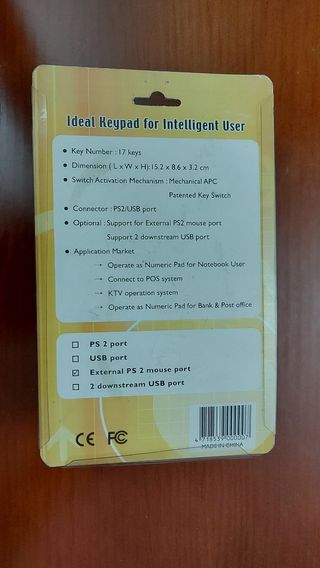 Ideal Keypad for Intelligent User
• Key Number : 17 keys
• Dimension ( L x W x H): 15.2 x 8.6 x 3.2 cm
• Switch Activation Mechanism : Mechanical APC
Patented Key Switch
• Connector : PS2/USB port
• Optional : Support for External PS2 mouse port
Support 2 downstream USB port
• Application Market
→ Operate as Numeric Pad for Notebook User
→ Connect to POS system
→ KTV operation system
→ Operate as Numeric Pad for Bank & Post office
☐ PS 2 port
☐ USB port
☑ External PS 2 mouse port
☐ 2 downstream USB port
CE FC
4 718539 000007
MADE IN CHINA